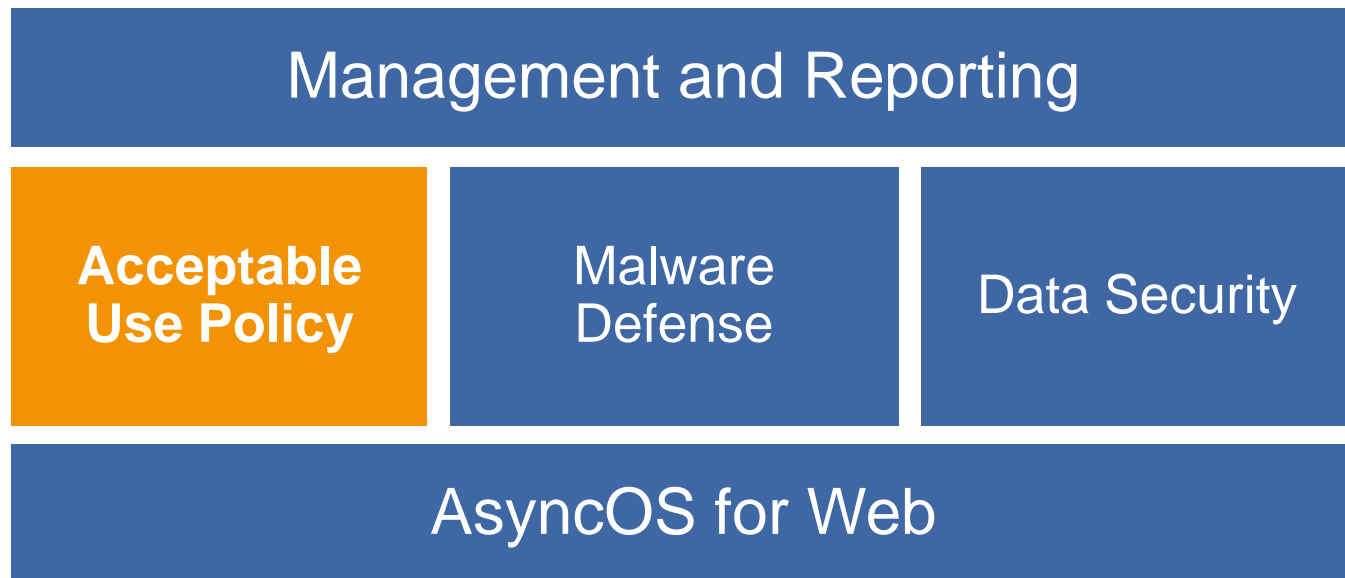 Management and Reporting
Acceptable
Use Policy
Malware
Defense
Data Security
AsyncOS for Web